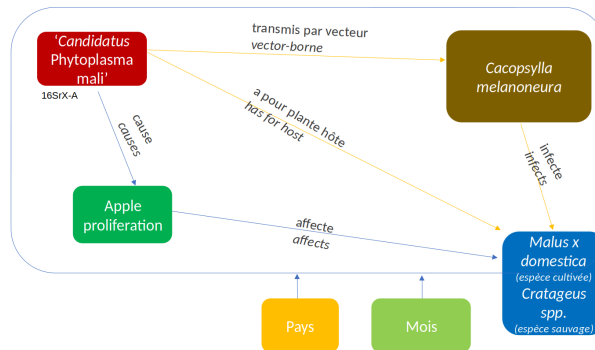 transmis par vecteur
vector-borne
'Candidatus
Phytoplasma
mali'
16SrX-A
Cacopsylla
melanoneura
a pour plante hôte
has for host
cause
causes
infecte
infects
Apple
proliferation
affecte
affects
Malus x
domestica
(espèce cultivée)
Cratageus
spp.
(espèce sauvage)
Pays
Mois